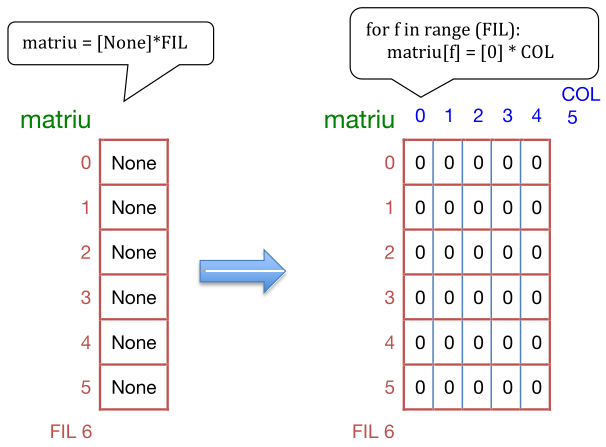 matriu = [None]*FIL
for f in range (FIL):
matriu[f] = [0] * COL
matriu
0 None
1 None
2 None
3 None
4 None
5 None
FIL 6
COL
matriu 0 1 2 3 4 5
0 0 0 0 0 0
1 0 0 0 0 0
2 0 0 0 0 0
3 0 0 0 0 0
4 0 0 0 0 0
5 0 0 0 0 0
FIL 6